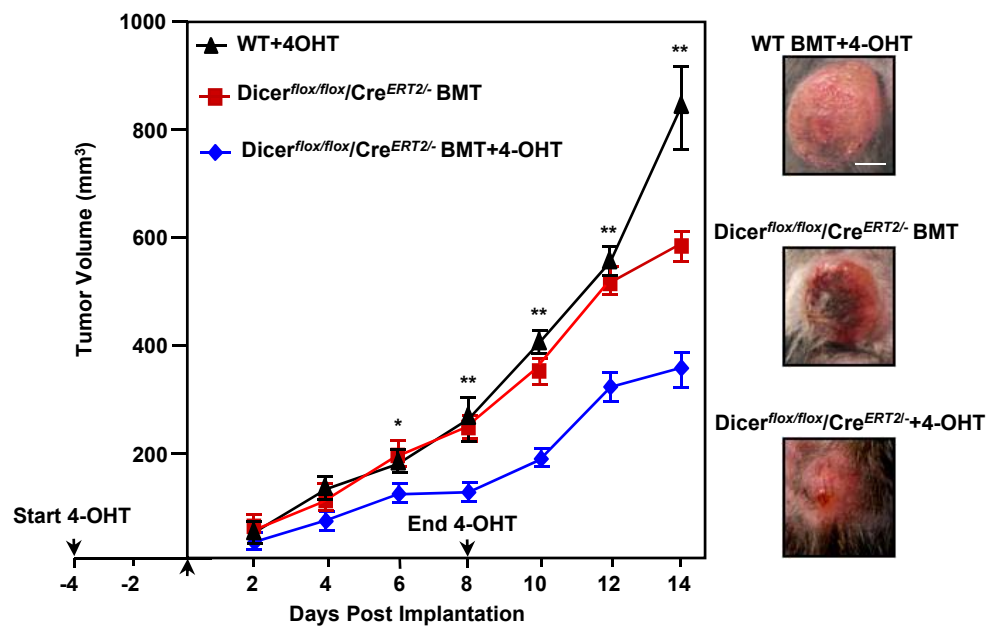 1000
800
600
400
200
Tumor Volume (mm³)
WT+4OHT
Dicerflox/flox/CreERT2/- BMT
Dicerflox/flox/CreERT2/- BMT+4-OHT
*
**
**
**
**
Start 4-OHT
End 4-OHT
-4 -2 2 4 6 8 10 12 14
Days Post Implantation
WT BMT+4-OHT
Dicerflox/flox/CreERT2/- BMT
Dicerflox/flox/CreERT2/-+4-OHT